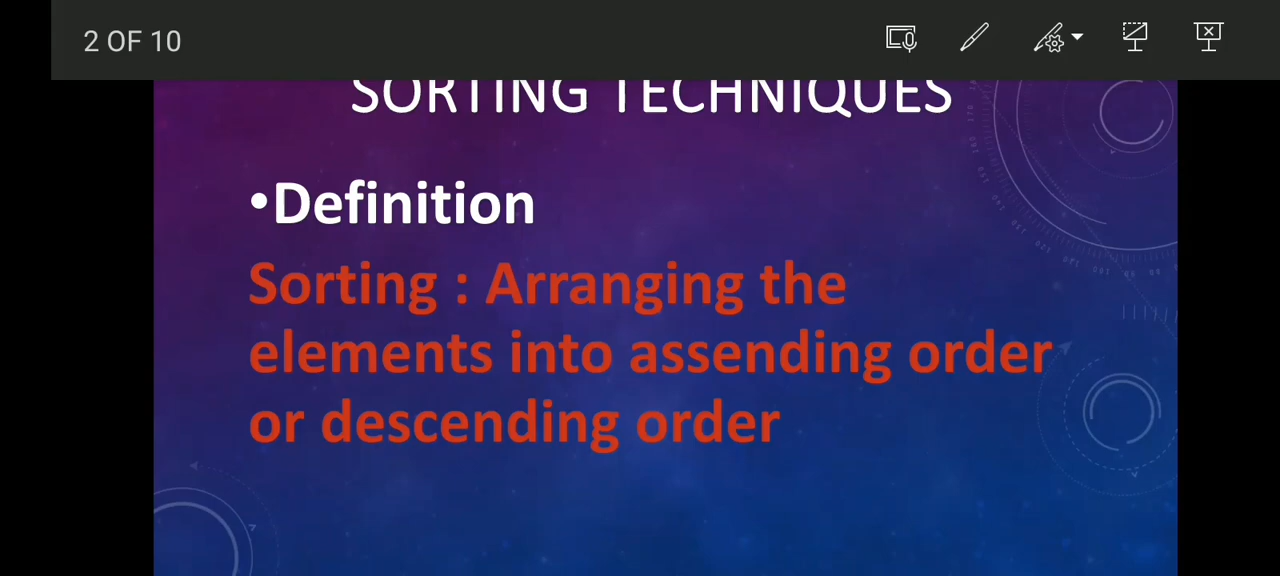 2 OF 10
SORTING TECHNIQUES
•Definition
Sorting : Arranging the
elements into assending order
or descending order